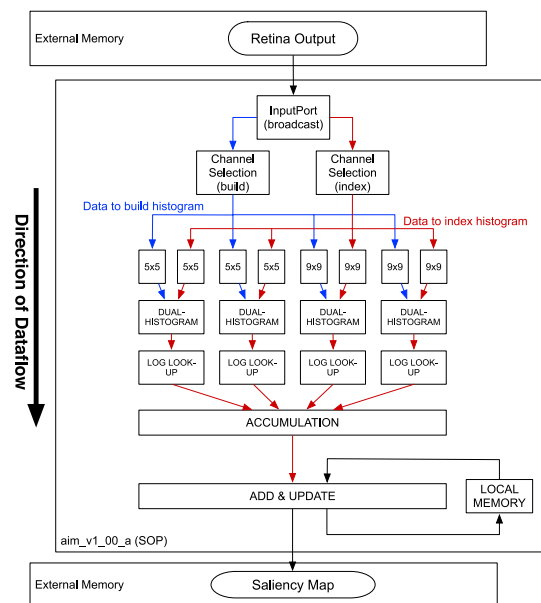 External Memory
Retina Output
InputPort
(broadcast)
Channel
Selection
(build)
Channel
Selection
(index)
Data to build histogram
Data to index histogram
Direction of Dataflow
5x5
5x5
5x5
5x5
9x9
9x9
9x9
9x9
DUAL-
HISTOGRAM
DUAL-
HISTOGRAM
DUAL-
HISTOGRAM
DUAL-
HISTOGRAM
LOG LOOK-
UP
LOG LOOK-
UP
LOG LOOK-
UP
LOG LOOK-
UP
ACCUMULATION
ADD & UPDATE
LOCAL
MEMORY
aim_v1_00_a (SOP)
External Memory
Saliency Map